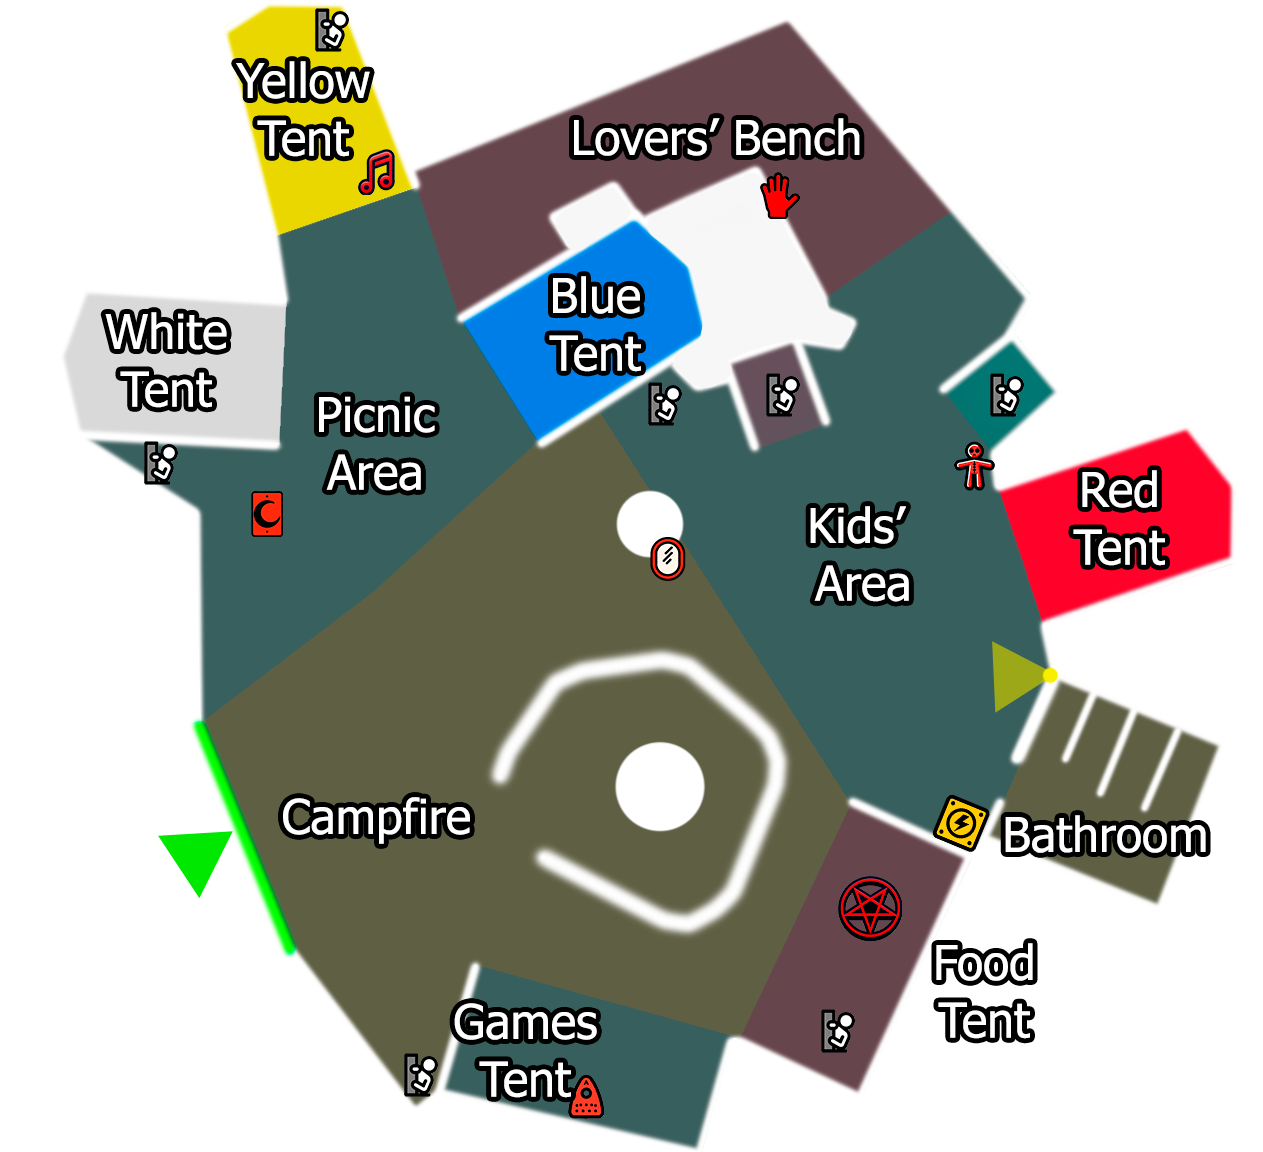 Yellow
Tent
Lovers’ Bench
Blue
Tent
White
Tent
Picnic
Area
Red
Tent
Kids’
Area
Campfire
Bathroom
Food
Tent
Games
Tent